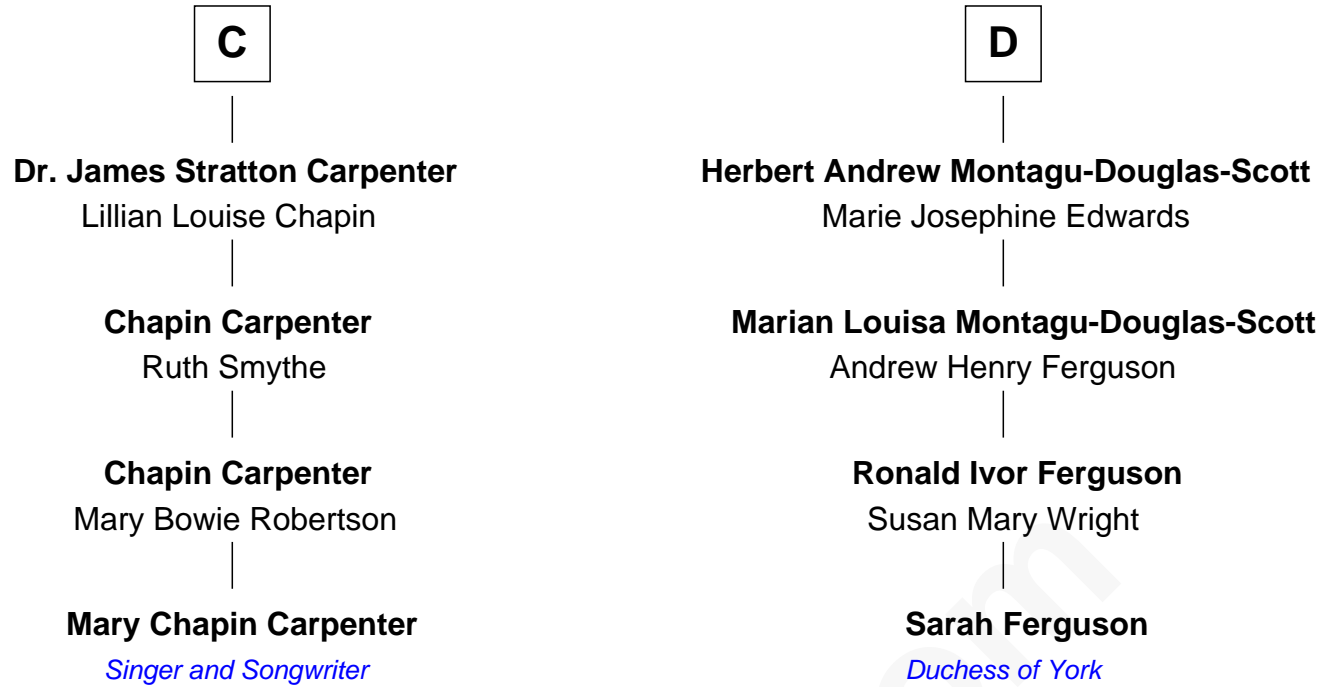 C
Dr. James Stratton Carpenter
Lillian Louise Chapin
Chapin Carpenter
Ruth Smythe
Chapin Carpenter
Mary Bowie Robertson
Mary Chapin Carpenter
Singer and Songwriter
D
Herbert Andrew Montagu-Douglas-Scott
Marie Josephine Edwards
Marian Louisa Montagu-Douglas-Scott
Andrew Henry Ferguson
Ronald Ivor Ferguson
Susan Mary Wright
Sarah Ferguson
Duchess of York
om